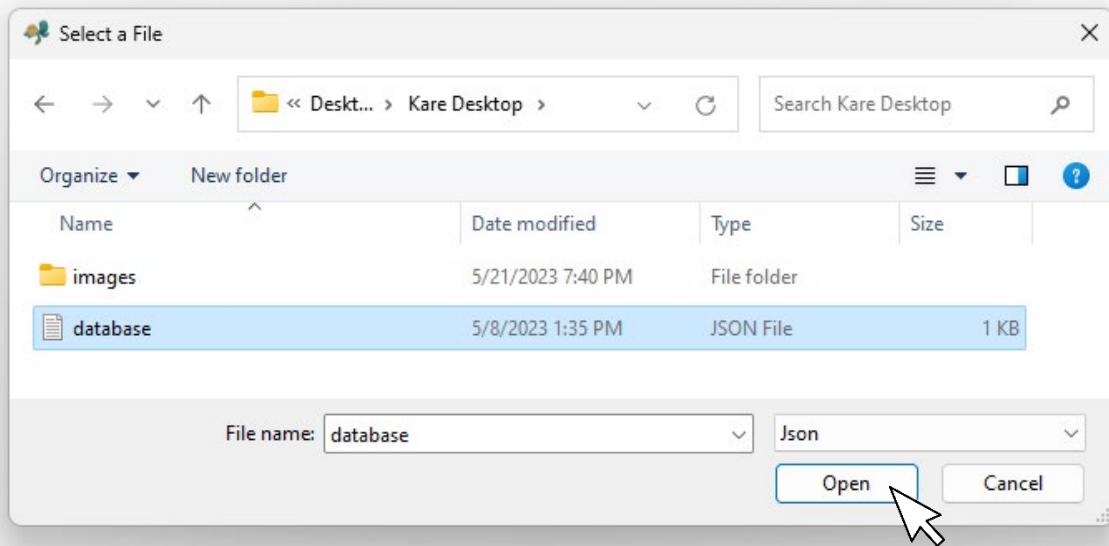 Select a File
« Deskt... › Kare Desktop ›
Search Kare Desktop
Organize
New folder
Name Date modified Type Size
images 5/21/2023 7:40 PM File folder
database 5/8/2023 1:35 PM JSON File 1 KB
File name: database Json
Open Cancel